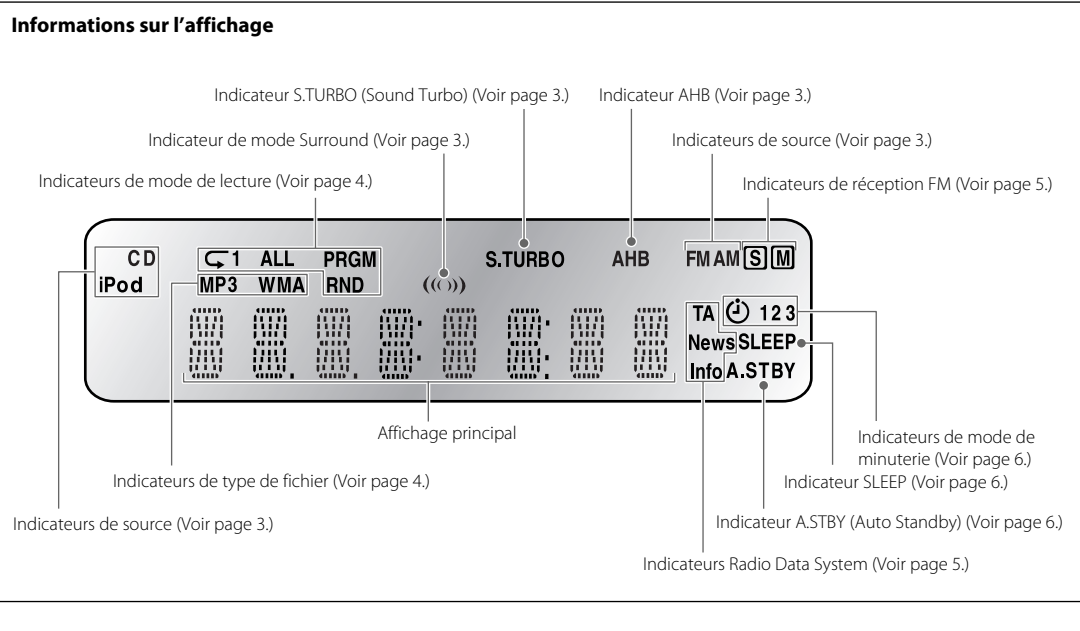 Informations sur l’affichage
Indicateur S.TURBO (Sound Turbo) (Voir page 3.)
Indicateur AHB (Voir page 3.)
Indicateur de mode Surround (Voir page 3.)
Indicateurs de source (Voir page 3.)
Indicateurs de mode de lecture (Voir page 4.)
Indicateurs de réception FM (Voir page 5.)
CD
iPod
1 ALL PRGM
MP3 WMA RND
S.TURBO
AHB
FM AM S M
TA 1 2 3
News SLEEP
Info A.STBY
Affichage principal
Indicateurs de mode de
minuterie (Voir page 6.)
Indicateurs de type de fichier (Voir page 4.)
Indicateur SLEEP (Voir page 6.)
Indicateurs de source (Voir page 3.)
Indicateur A.STBY (Auto Standby) (Voir page 6.)
Indicateurs Radio Data System (Voir page 5.)